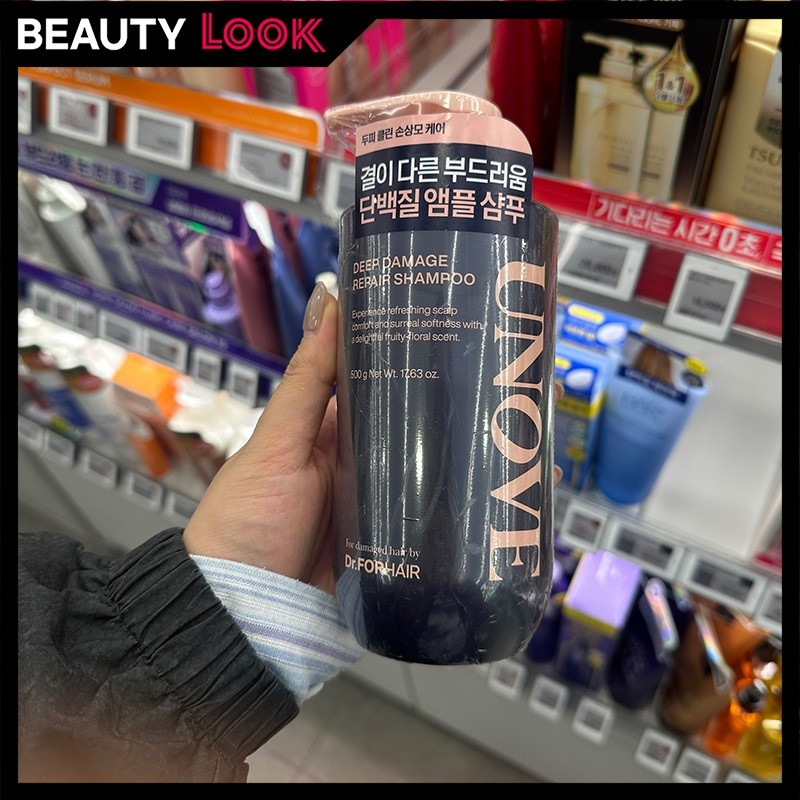 BEAUTY LOOK
두피 클린 손상모 케어
결이 다른 부드러움
단백질 앰플 샴푸
DEEP DAMAGE
REPAIR SHAMPOO
Experience refreshing scalp
comfort and surreal softness with
a delightful fruity-floral scent.
500 g Net Wt. 17.63 oz.
UNOVE
For damaged hair by
Dr.FORHAIR
1&1
기다리는 시간 0초
TSU